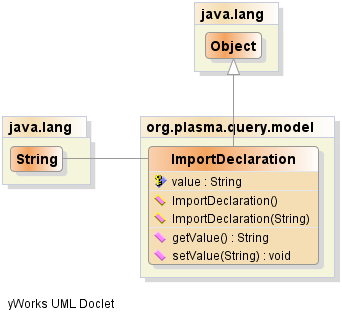 java.lang
Object
java.lang
String
org.plasma.query.model
ImportDeclaration
value : String
ImportDeclaration()
ImportDeclaration(String)
getValue() : String
setValue(String) : void
yWorks UML Doclet